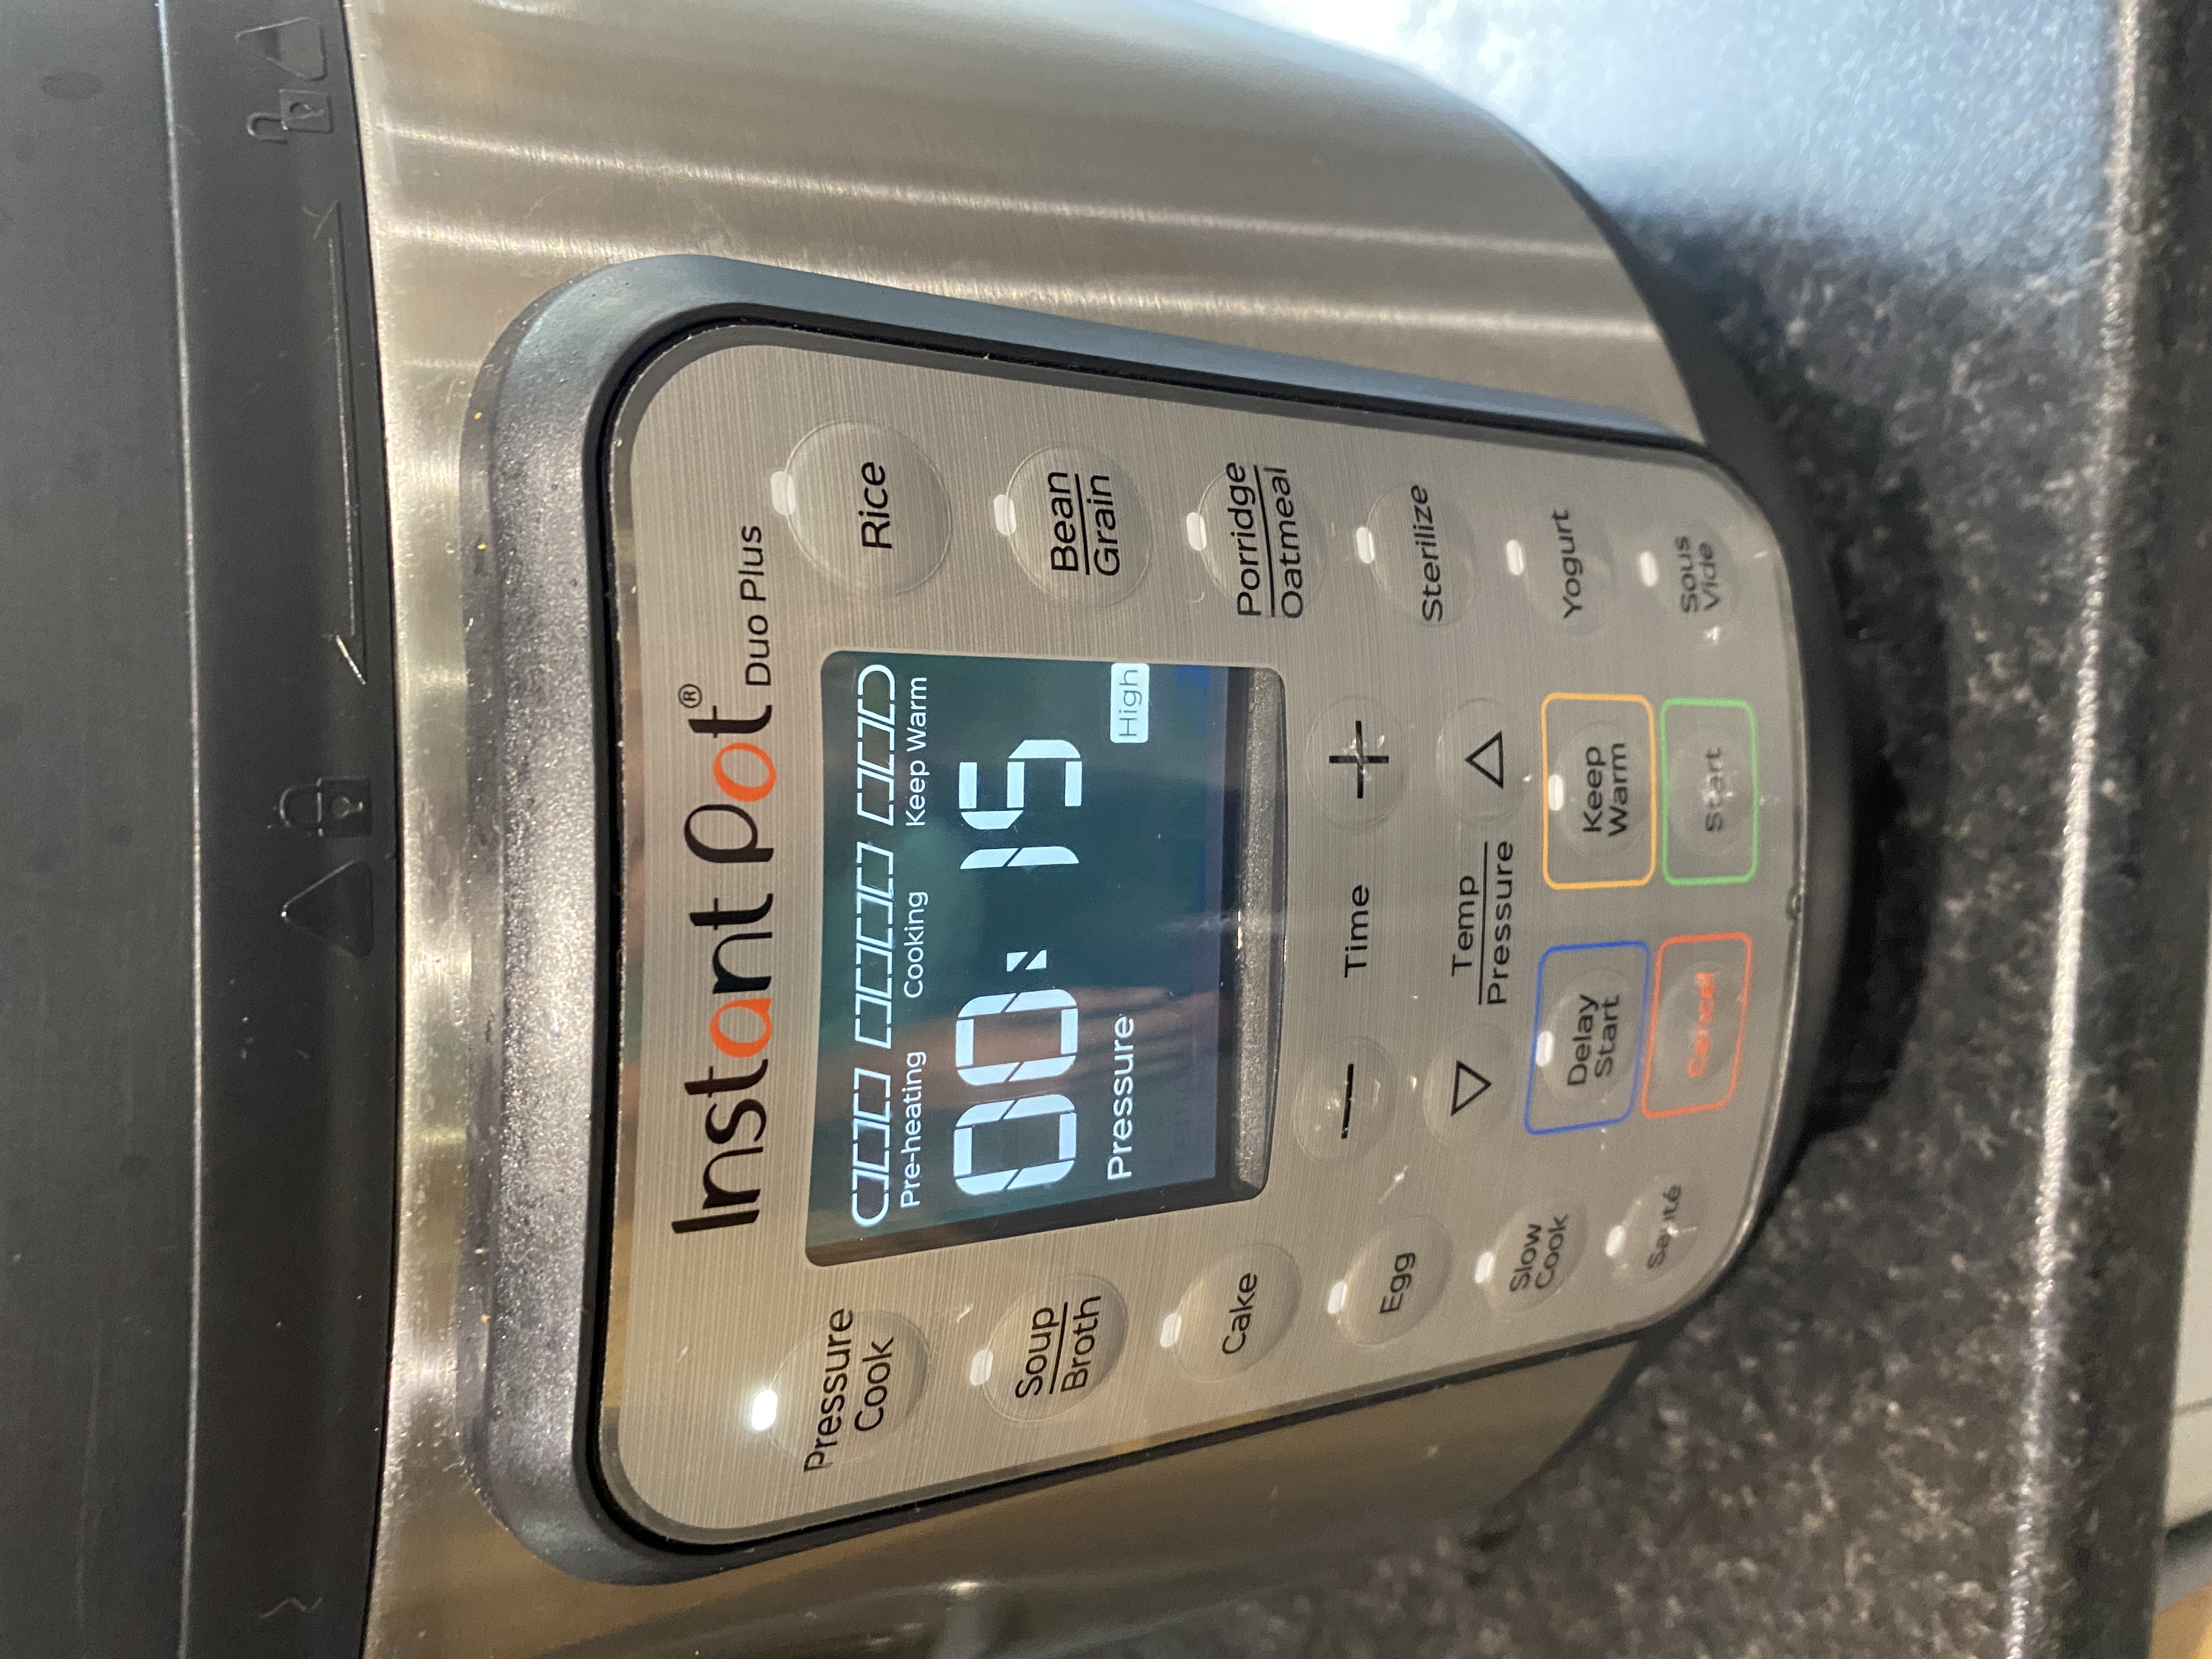 Instant Pot® Duo Plus
Pressure
Cook
Soup
Broth
Cake
Egg
Slow
Cook
Sauté
Pre-heating Cooking Keep Warm
00:15
Pressure High
Time
Temp
Pressure
Delay
Start
Keep
Warm
Cancel
Start
Rice
Bean
Grain
Porridge
Oatmeal
Sterilize
Yogurt
Sous
Vide